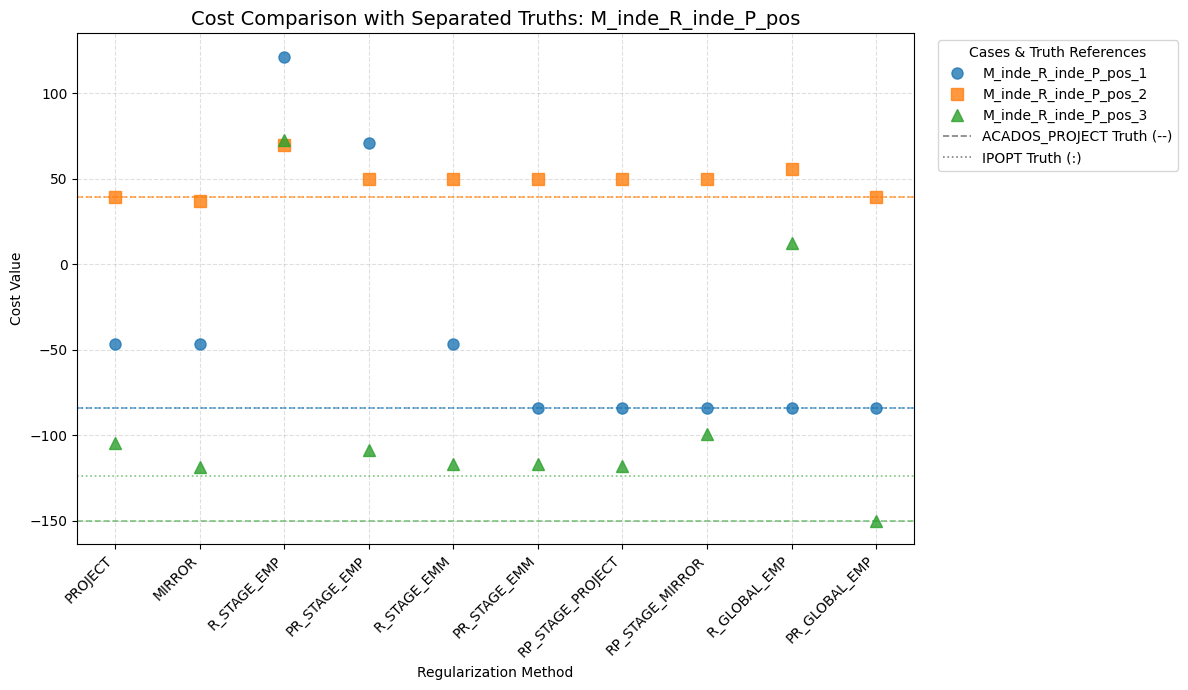 Cost Comparison with Separated Truths: M_inde_R_inde_P_pos
Cost Value
100
50
0
−50
−100
−150
PROJECT
MIRROR
R_STAGE_EMP
PR_STAGE_EMP
R_STAGE_EMM
PR_STAGE_EMM
RP_STAGE_PROJECT
RP_STAGE_MIRROR
R_GLOBAL_EMP
PR_GLOBAL_EMP
Regularization Method
Cases & Truth References
M_inde_R_inde_P_pos_1
M_inde_R_inde_P_pos_2
M_inde_R_inde_P_pos_3
ACADOS_PROJECT Truth (--)
IPOPT Truth (:)